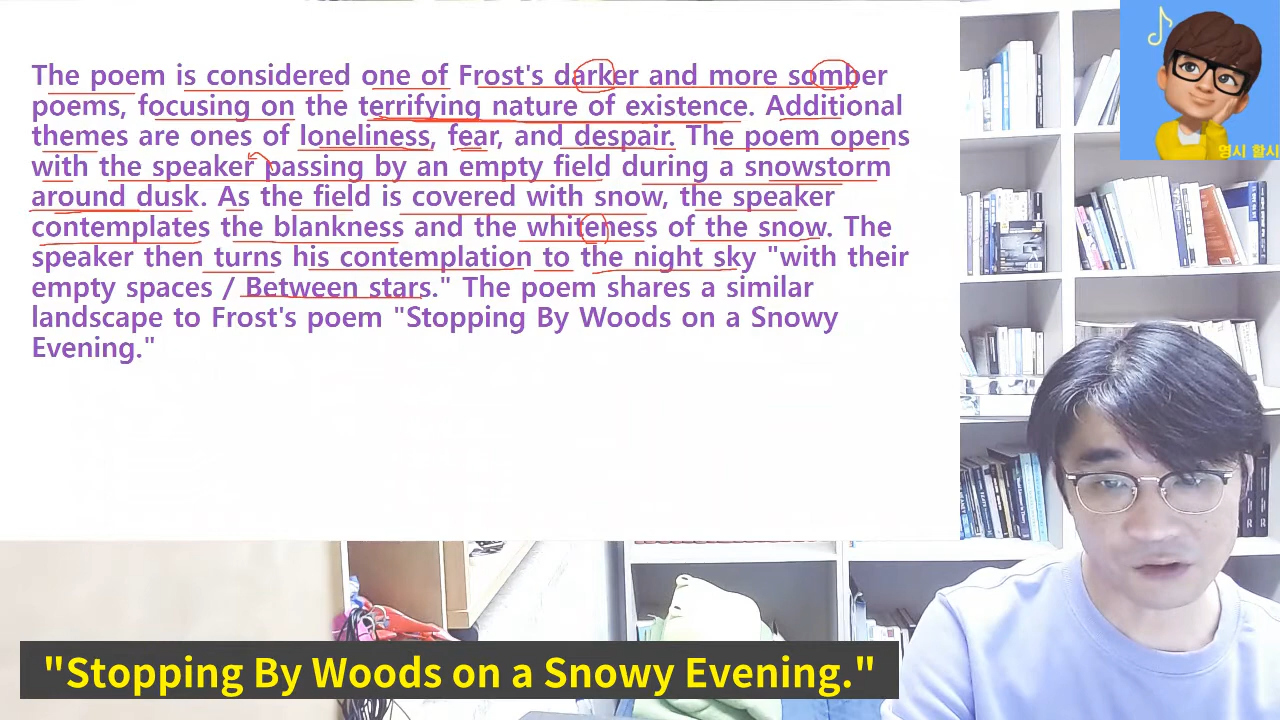 The poem is considered one of Frost's darker and more somber
poems, focusing on the terrifying nature of existence. Additional
themes are ones of loneliness, fear, and despair. The poem opens
with the speaker passing by an empty field during a snowstorm
around dusk. As the field is covered with snow, the speaker
contemplates the blankness and the whiteness of the snow. The
speaker then turns his contemplation to the night sky "with their
empty spaces / Between stars." The poem shares a similar
landscape to Frost's poem "Stopping By Woods on a Snowy
Evening."
영시 할시
"Stopping By Woods on a Snowy Evening."